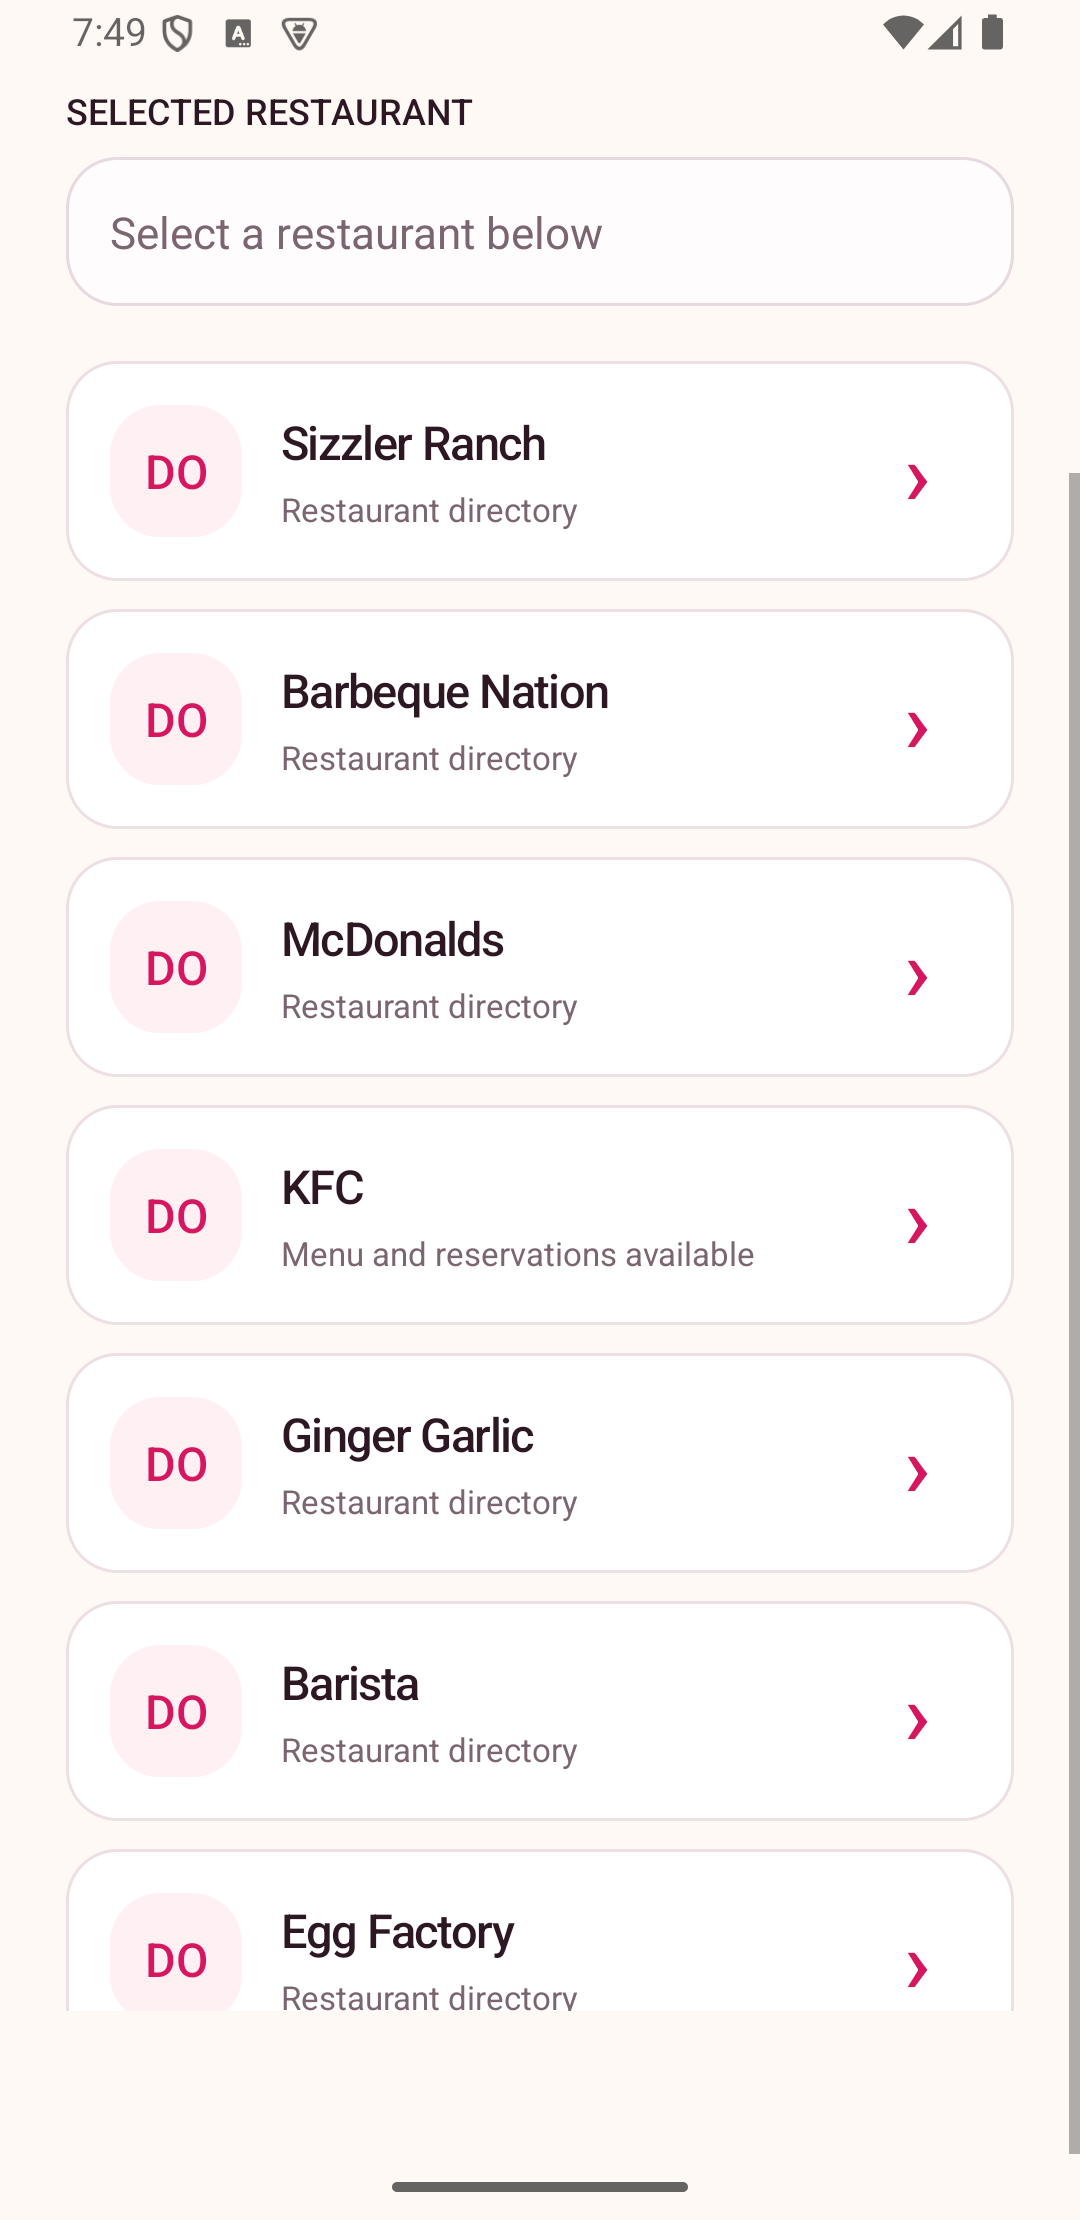 7:49
SELECTED RESTAURANT
Select a restaurant below
DO
Sizzler Ranch
Restaurant directory
❯
DO
Barbeque Nation
Restaurant directory
❯
DO
McDonalds
Restaurant directory
❯
DO
KFC
Menu and reservations available
❯
DO
Ginger Garlic
Restaurant directory
❯
DO
Barista
Restaurant directory
❯
DO
Egg Factory
Restaurant directory
❯